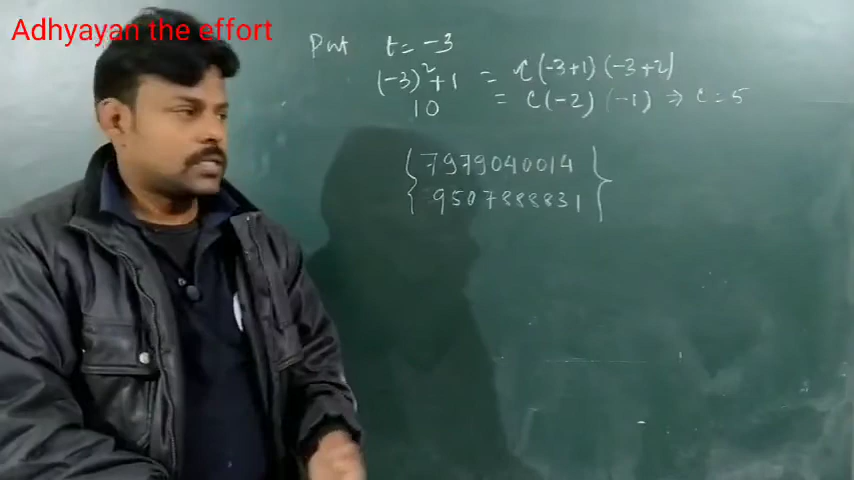 Adhyayan the effort
Put t = -3
(-3)²+1 = C(-3+1)(-3+2)
10 = C(-2)(-1) ⇒ C = 5
{7979040014
9507888831}